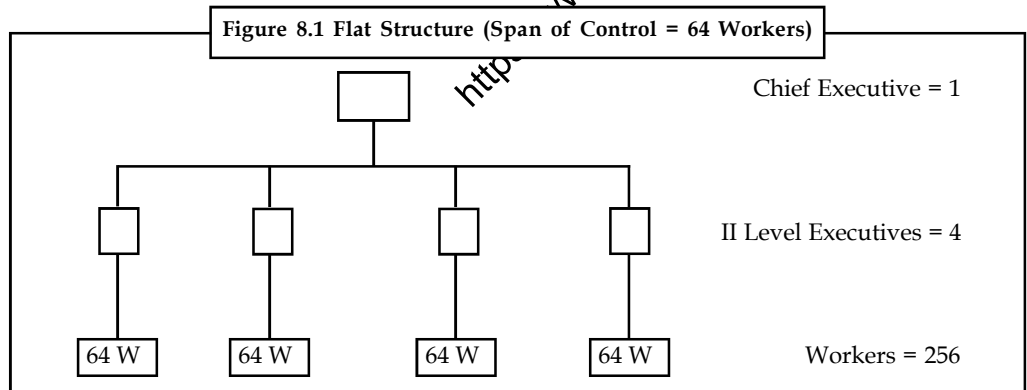 Figure 8.1 Flat Structure (Span of Control = 64 Workers)
Chief Executive = 1
II Level Executives = 4
64 W 64 W 64 W 64 W Workers = 256